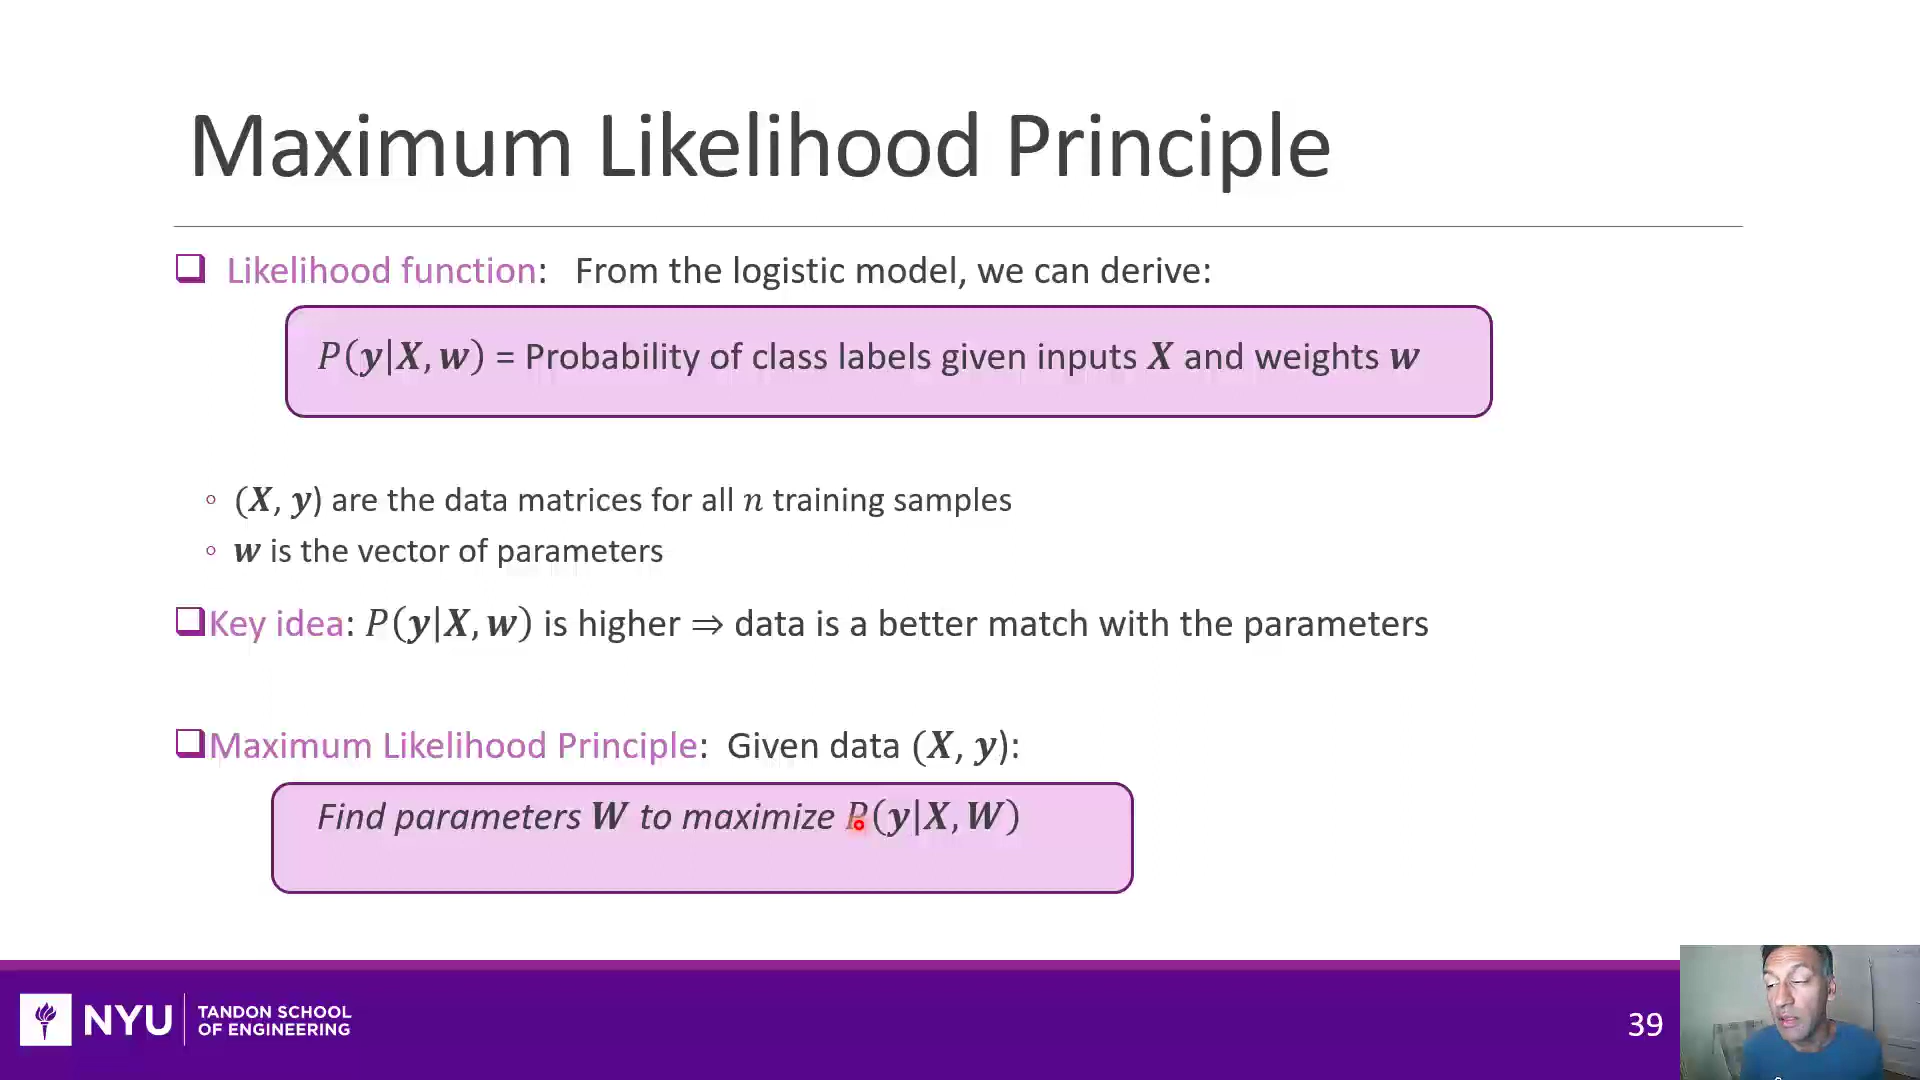 Maximum Likelihood Principle
Likelihood function: From the logistic model, we can derive:
P(y|X, w) = Probability of class labels given inputs X and weights w
(X, y) are the data matrices for all n training samples
w is the vector of parameters
Key idea: P(y|X, w) is higher ⇒ data is a better match with the parameters
Maximum Likelihood Principle: Given data (X, y):
Find parameters W to maximize P(y|X, W)
NYU
TANDON SCHOOL
OF ENGINEERING
39